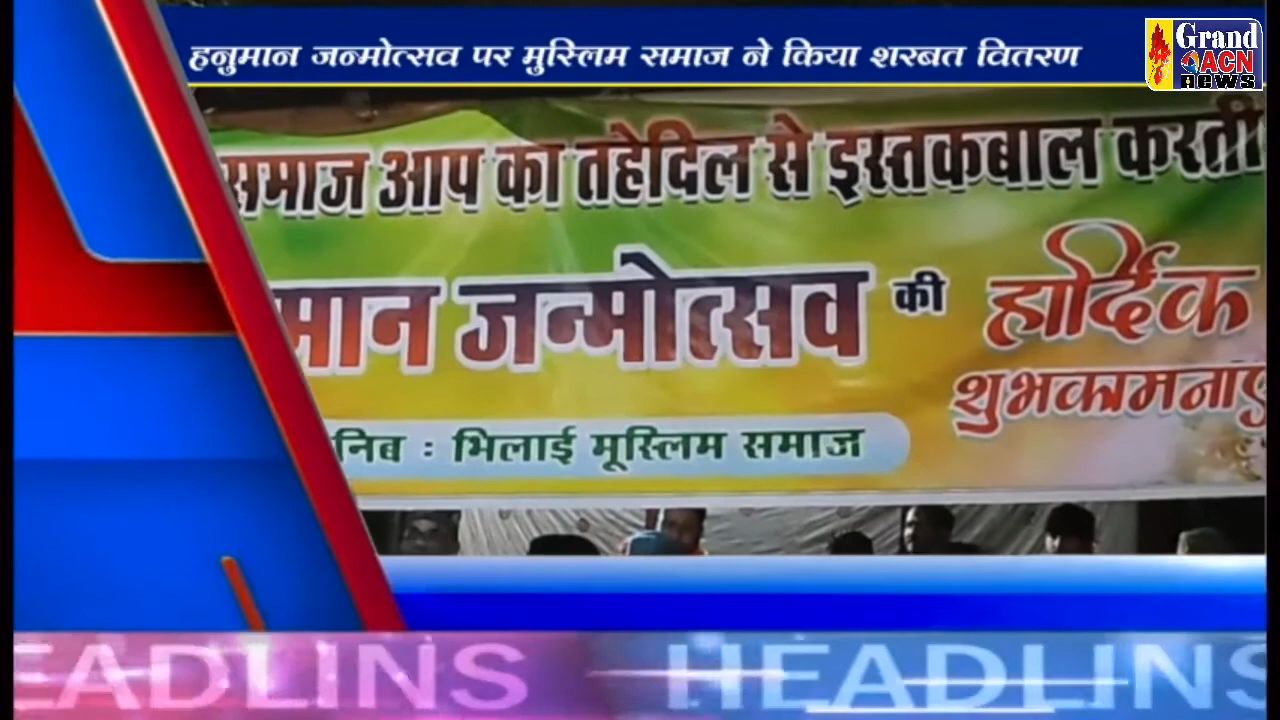 हनुमान जन्मोत्सव पर मुस्लिम समाज ने किया शरबत वितरण
Grand
ACN
news
समाज आप का तहेदिल से इस्तकबाल करती
मान जन्मोत्सव की हार्दिक
शुभकामनाएं
निब : भिलाई मूस्लिम समाज
EADLINS HEADLINS